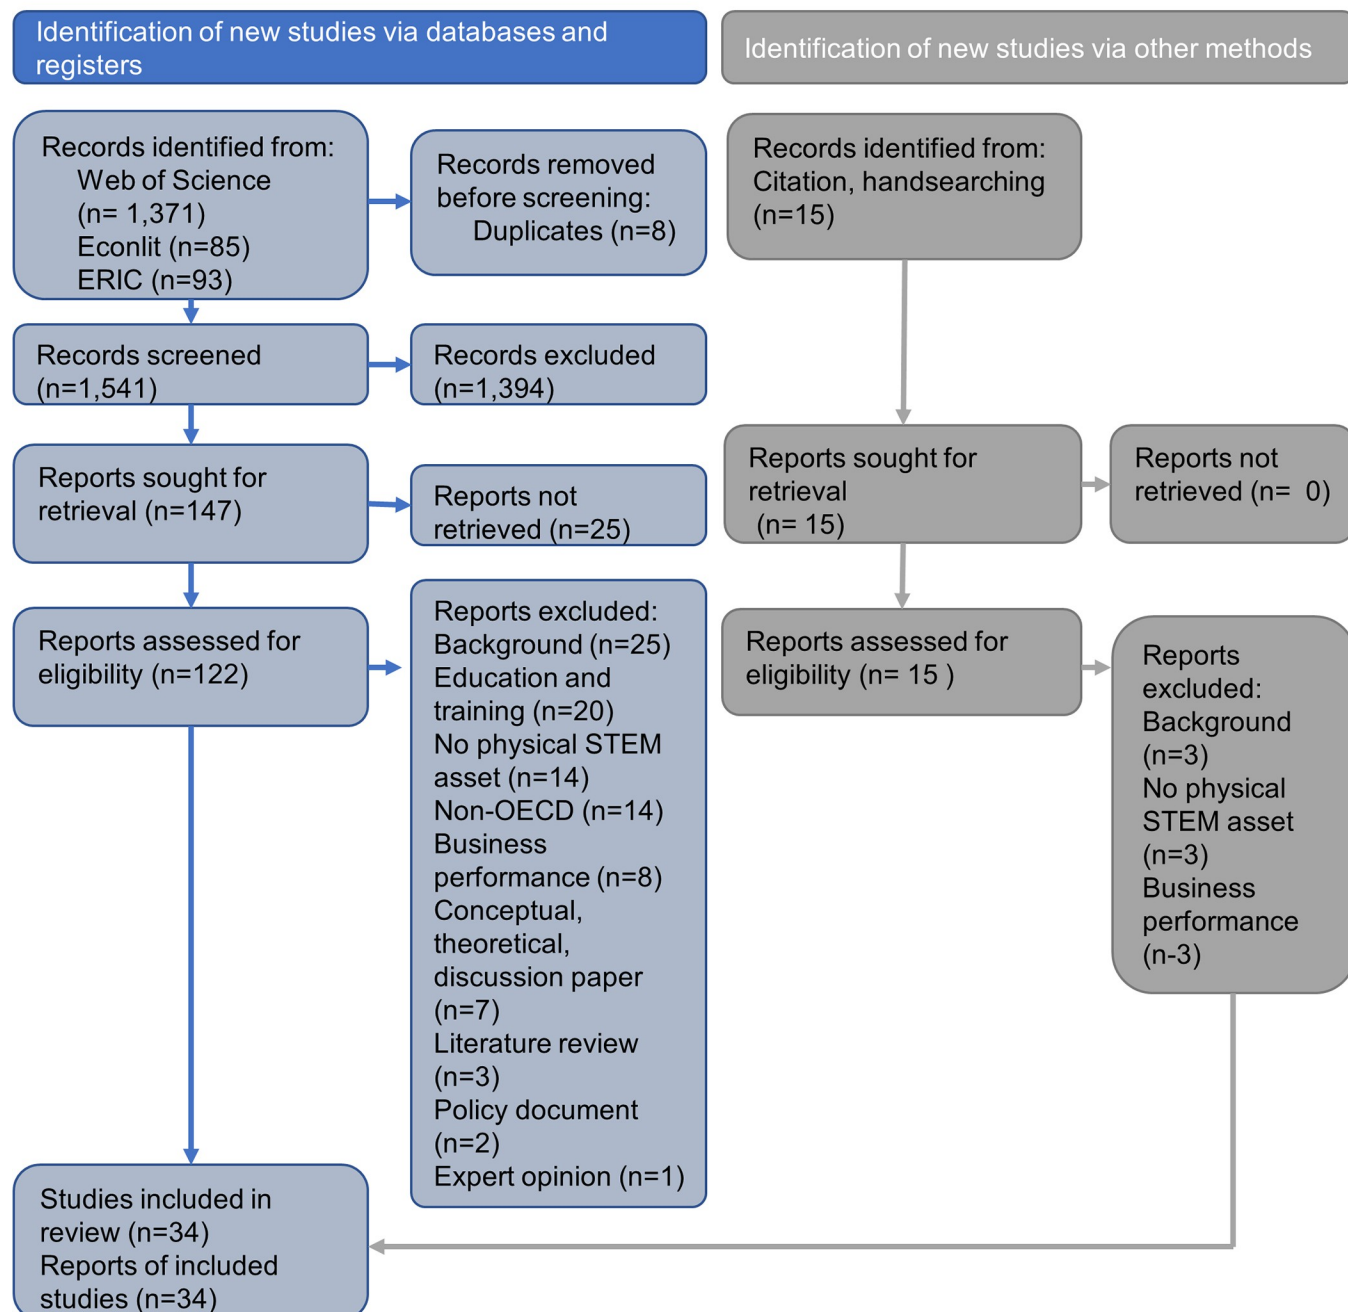 Identification of new studies via databases and
registers
Identification of new studies via other methods
Records identified from:
Web of Science
(n= 1,371)
Econlit (n=85)
ERIC (n=93)
Records removed
before screening:
Duplicates (n=8)
Records identified from:
Citation, handsearching
(n=15)
Records screened
(n=1,541)
Records excluded
(n=1,394)
Reports sought for
retrieval (n=147)
Reports not
retrieved (n=25)
Reports sought for
retrieval
(n= 15)
Reports not
retrieved (n=  0)
Reports assessed for
eligibility (n=122)
Reports excluded:
Background (n=25)
Education and
training (n=20)
No physical STEM
asset (n=14)
Non-OECD (n=14)
Business
performance (n=8)
Conceptual,
theoretical,
discussion paper
(n=7)
Literature review
(n=3)
Policy document
(n=2)
Expert opinion (n=1)
Reports assessed for
eligibility (n= 15 )
Reports
excluded:
Background
(n=3)
No physical
STEM asset
(n=3)
Business
performance
(n-3)
Studies included in
review (n=34)
Reports of included
studies (n=34)